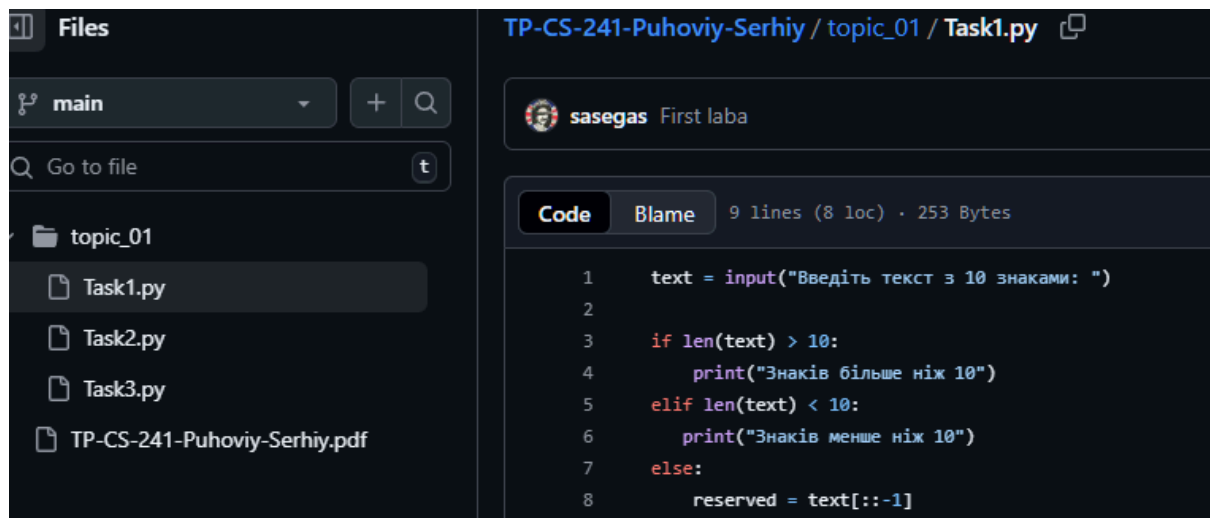 Files
main
Go to file
t
topic_01
Task1.py
Task2.py
Task3.py
TP-CS-241-Puhoviy-Serhiy.pdf
TP-CS-241-Puhoviy-Serhiy / topic_01 / Task1.py
sasegas First laba
Code Blame 9 lines (8 loc) · 253 Bytes
1 text = input("Введіть текст з 10 знаками: ")
2
3 if len(text) > 10:
4 print("Знаків більше ніж 10")
5 elif len(text) < 10:
6 print("Знаків менше ніж 10")
7 else:
8 reserved = text[::-1]